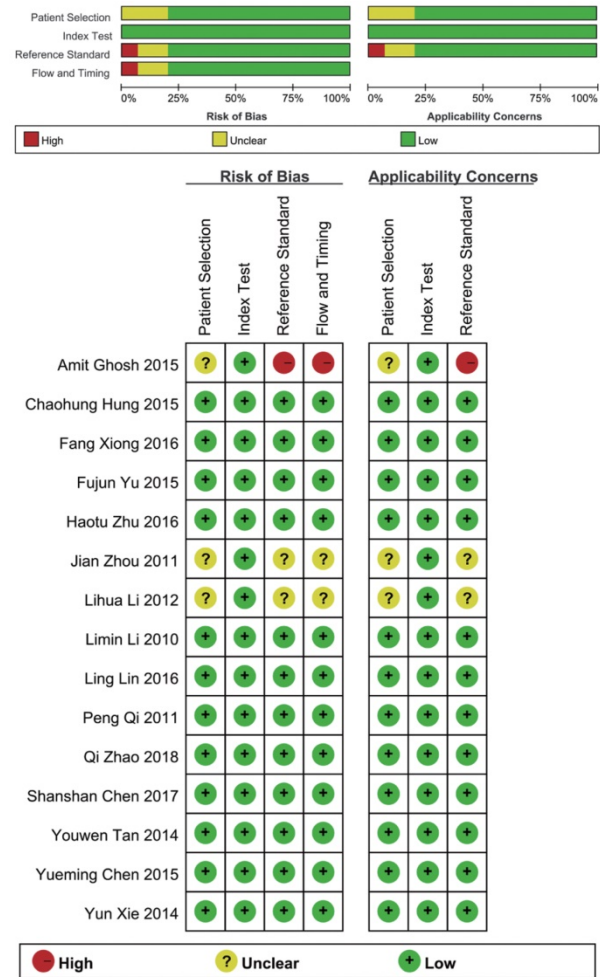 Patient Selection
Index Test
Reference Standard
Flow and Timing
0% 25% 50% 75% 100% 0% 25% 50% 75% 100%
Risk of Bias Applicability Concerns
High Unclear Low
Risk of Bias Applicability Concerns
Patient Selection Index Test Reference Standard Flow and Timing Patient Selection Index Test Reference Standard
Amit Ghosh 2015 ? + − − ? + −
Chaohung Hung 2015 + + + + + + +
Fang Xiong 2016 + + + + + + +
Fujun Yu 2015 + + + + + + +
Haotu Zhu 2016 + + + + + + +
Jian Zhou 2011 ? + ? ? ? + ?
Lihua Li 2012 ? + ? ? ? + ?
Limin Li 2010 + + + + + + +
Ling Lin 2016 + + + + + + +
Peng Qi 2011 + + + + + + +
Qi Zhao 2018 + + + + + + +
Shanshan Chen 2017 + + + + + + +
Youwen Tan 2014 + + + + + + +
Yueming Chen 2015 + + + + + + +
Yun Xie 2014 + + + + + + +
− High ? Unclear + Low